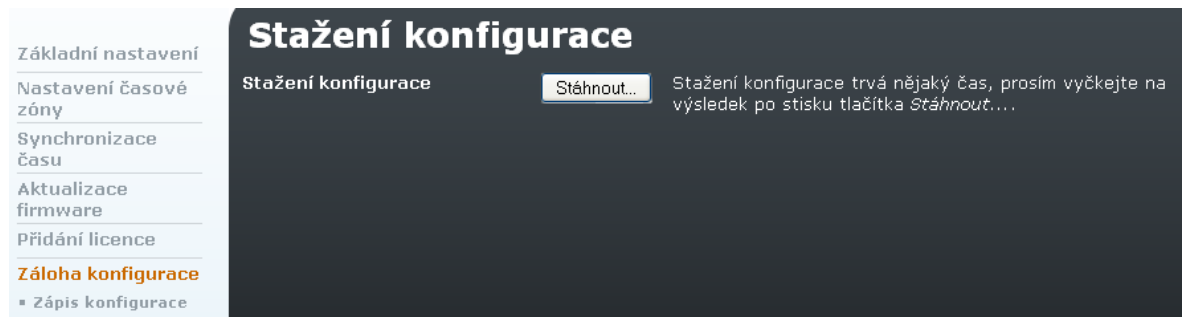 Základní nastavení
Nastavení časové
zóny
Synchronizace
času
Aktualizace
firmware
Přidání licence
Záloha konfigurace
Zápis konfigurace
Stažení konfigurace
Stažení konfigurace
Stáhnout...
Stažení konfigurace trvá nějaký čas, prosím vyčkejte na
výsledek po stisku tlačítka Stáhnout....